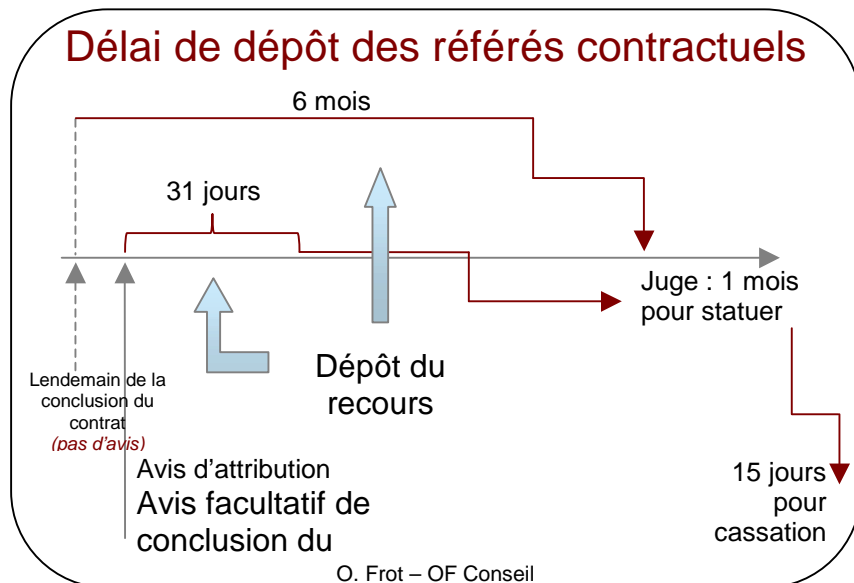 Délai de dépôt des référés contractuels
6 mois
31 jours
Juge : 1 mois
pour statuer
Dépôt du
recours
Lendemain de la
conclusion du
contrat
(pas d'avis)
Avis d'attribution
Avis facultatif de
conclusion du
15 jours
pour
cassation
O. Frot – OF Conseil